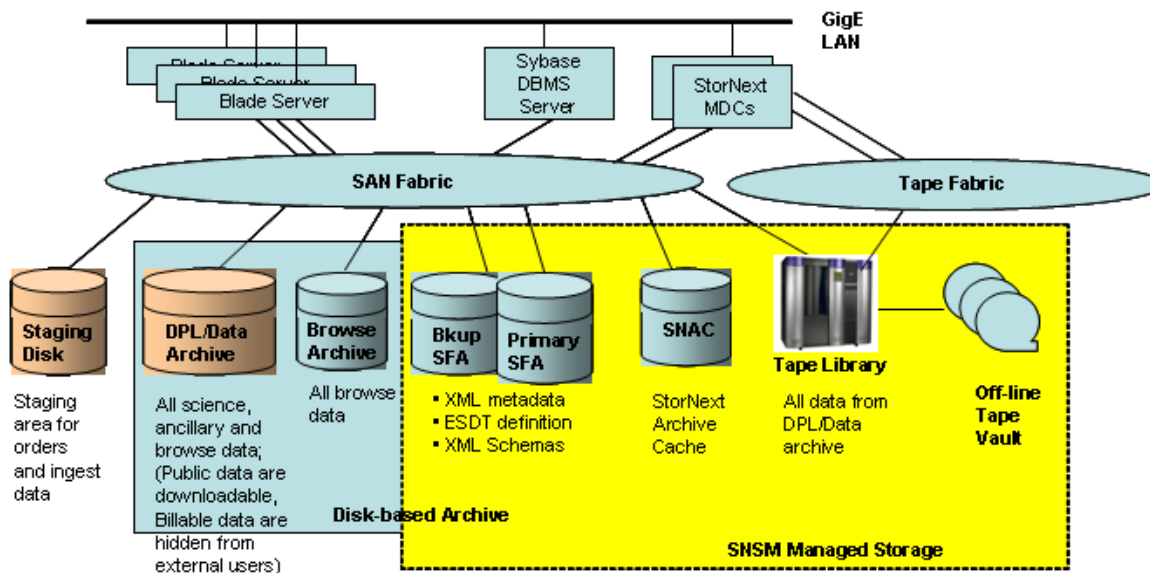 GigE
LAN
Blade Server
Blade Server
Blade Server
Sybase
DBMS
Server
StorNext
MDCs
SAN Fabric
Tape Fabric
Staging
Disk
DPL/Data
Archive
Browse
Archive
Bkup
SFA
Primary
SFA
SNAC
Tape Library
Off-line
Tape
Vault
Staging
area for
orders
and ingest
data
All science,
ancillary and
browse data;
(Public data are
downloadable,
Billable data are
hidden from
external users)
All browse
data
▪ XML metadata
▪ ESDT definition
▪ XML Schemas
StorNext
Archive
Cache
All data from
DPL/Data
archive
Disk-based Archive
SNSM Managed Storage